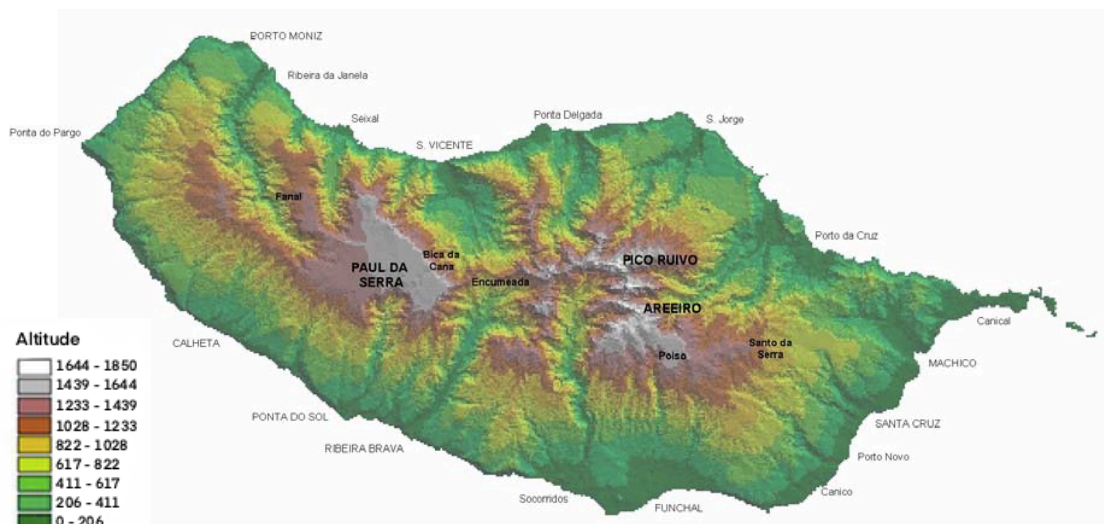 PORTO MONIZ
Ribeira da Janela
Ponta do Pargo
Seixal
Ponta Delgada
S. Jorge
S. VICENTE
Fanal
Porto da Cruz
Bica da
Cana
PICO RUIVO
PAUL DA
SERRA
Encumeada
AREEIRO
Canical
Santo da
Serra
Poiso
MACHICO
CALHETA
PONTA DO SOL
SANTA CRUZ
RIBEIRA BRAVA
Porto Novo
Canico
Socorridos
FUNCHAL
Altitude
1644 - 1850
1439 - 1644
1233 - 1439
1028 - 1233
822 - 1028
617 - 822
411 - 617
206 - 411
0 - 206